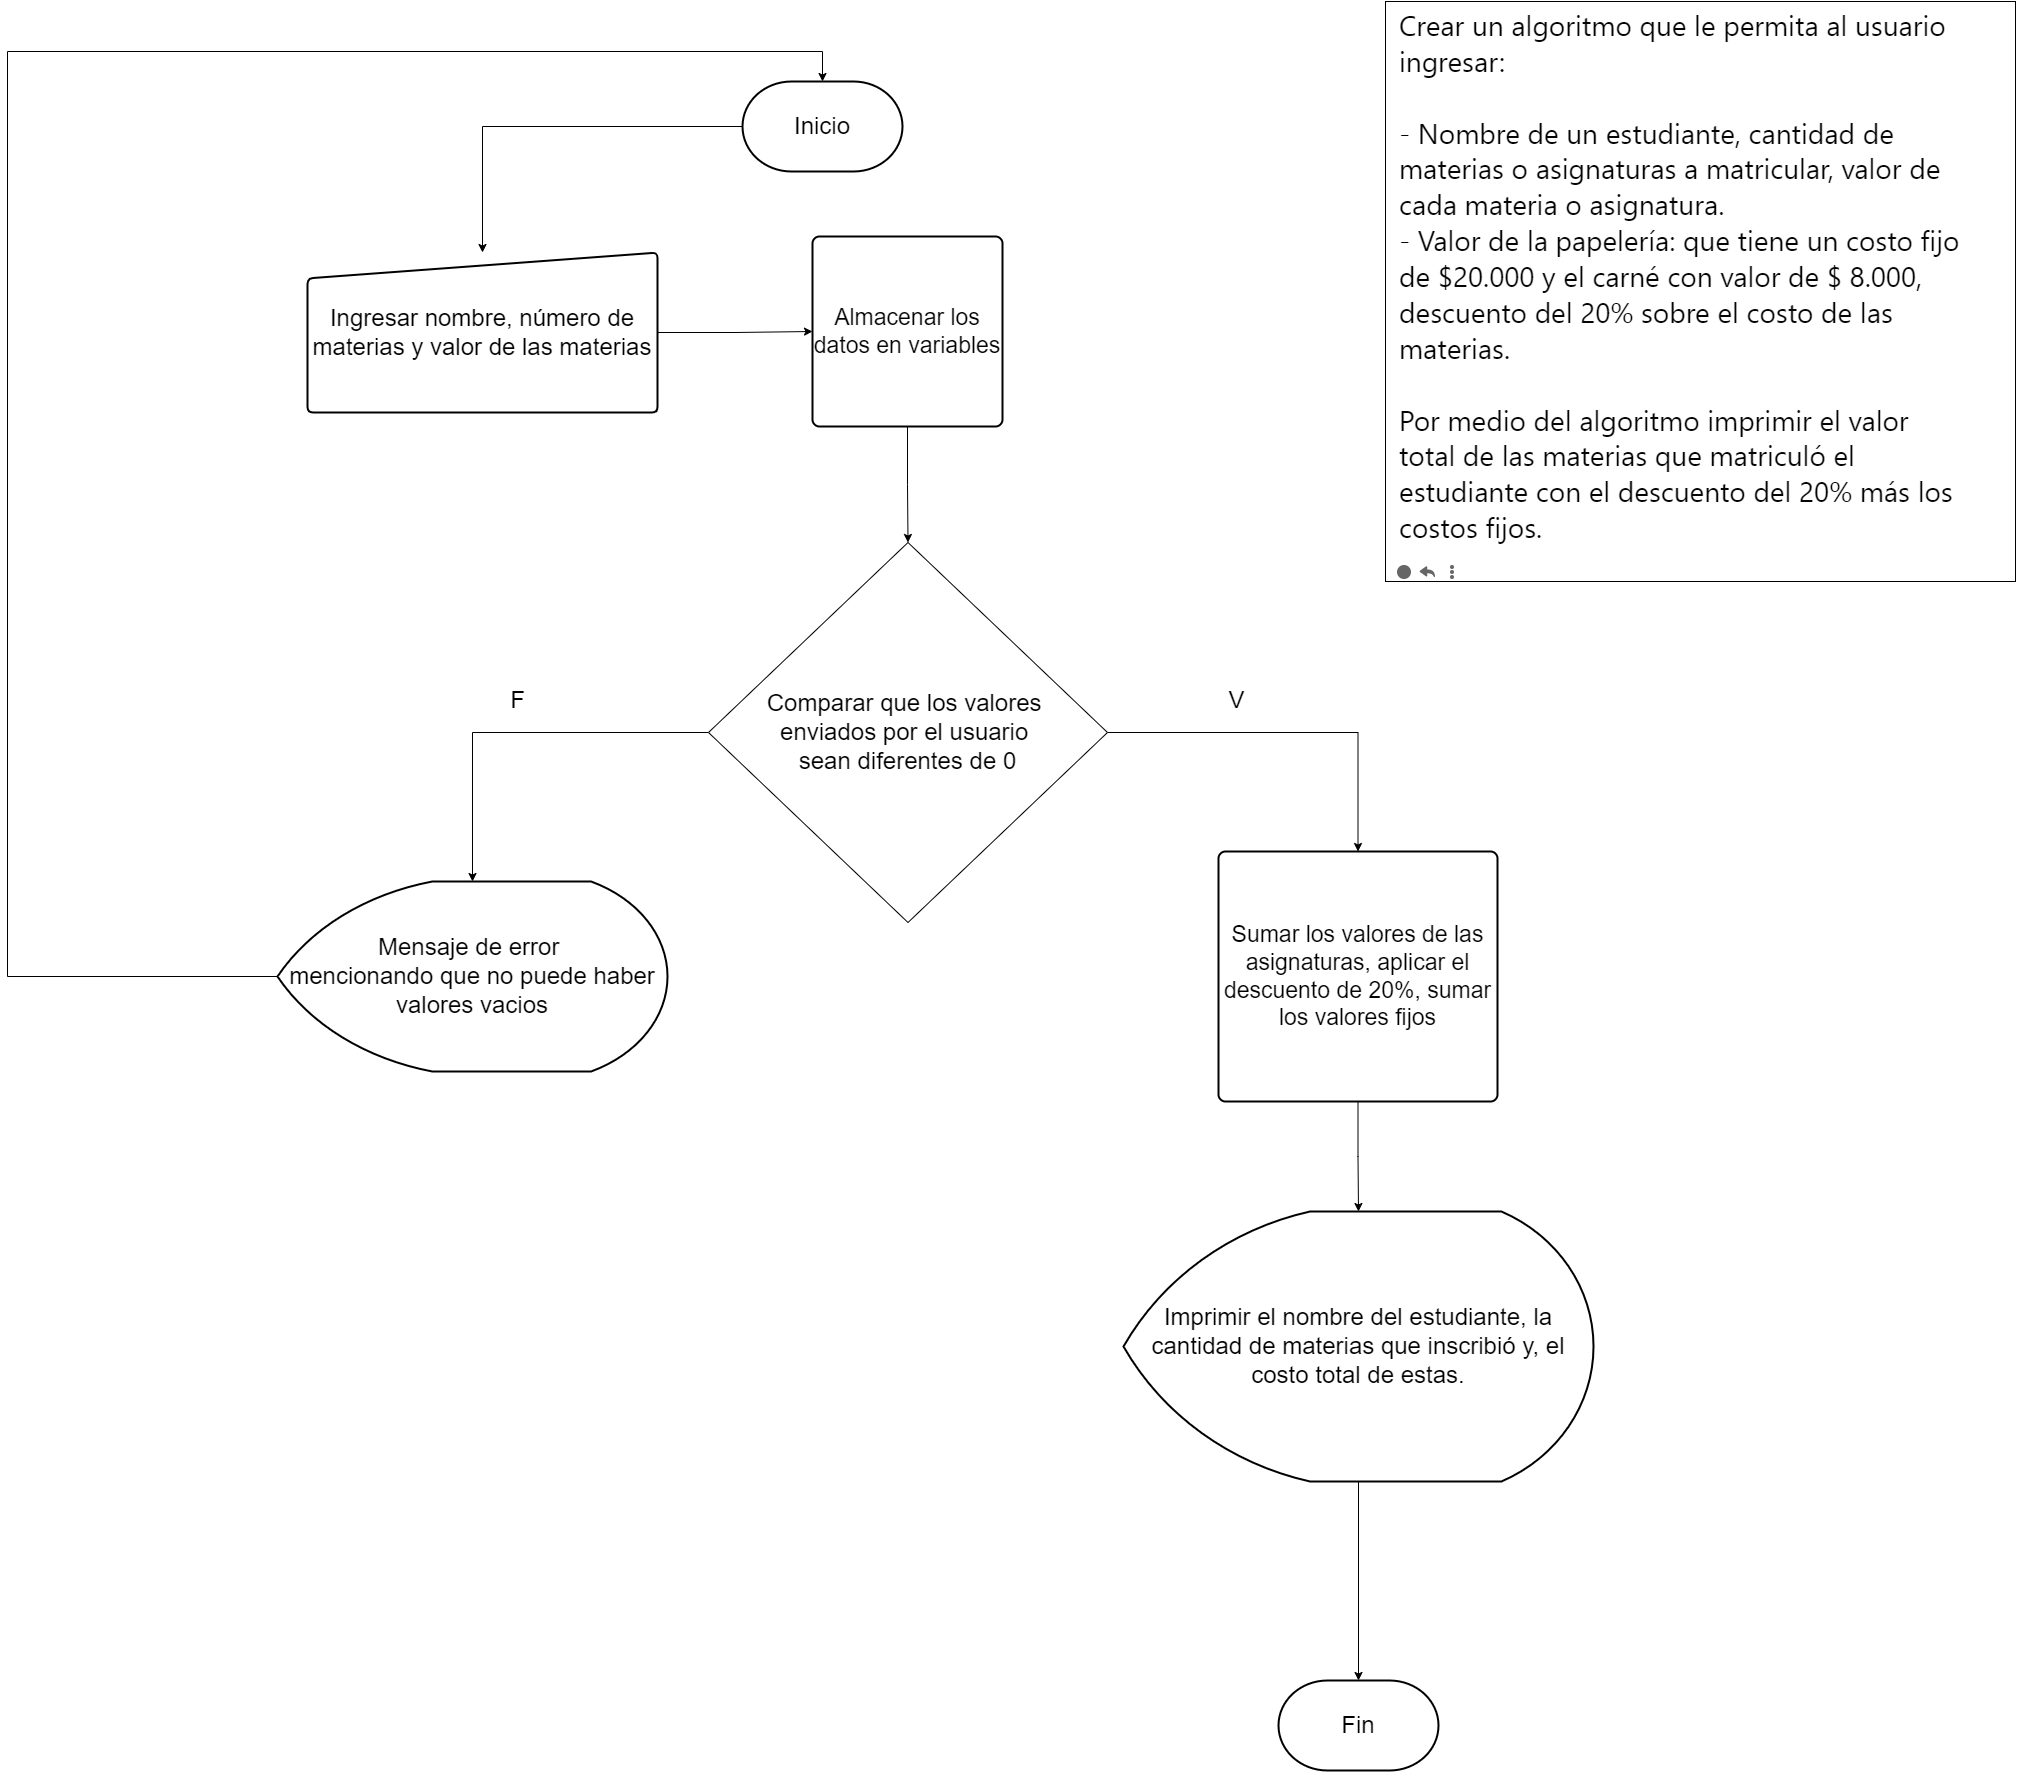 Crear un algoritmo que le permita al usuario
ingresar:
- Nombre de un estudiante, cantidad de
materias o asignaturas a matricular, valor de
cada materia o asignatura.
- Valor de la papelería: que tiene un costo fijo
de $20.000 y el carné con valor de $ 8.000,
descuento del 20% sobre el costo de las
materias.
Por medio del algoritmo imprimir el valor
total de las materias que matriculó el
estudiante con el descuento del 20% más los
costos fijos.
Inicio
Ingresar nombre, número de
materias y valor de las materias
Almacenar los
datos en variables
Comparar que los valores
enviados por el usuario
sean diferentes de 0
F
V
Mensaje de error
mencionando que no puede haber
valores vacios
Sumar los valores de las
asignaturas, aplicar el
descuento de 20%, sumar
los valores fijos
Imprimir el nombre del estudiante, la
cantidad de materias que inscribió y, el
costo total de estas.
Fin